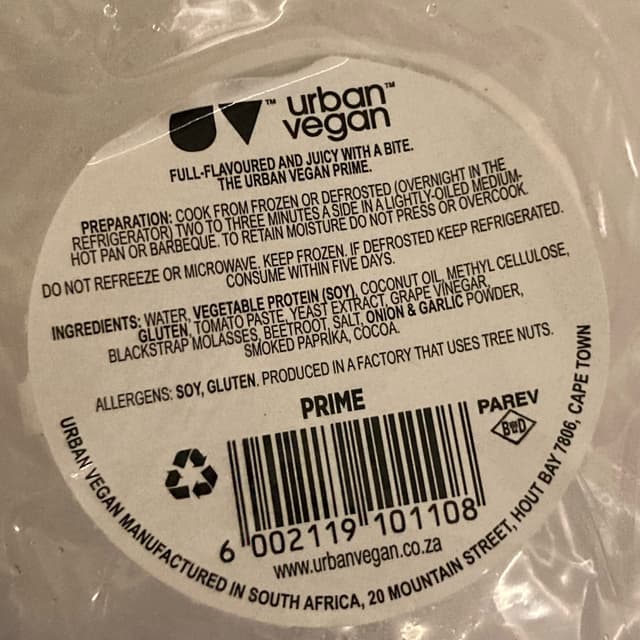 urban™
vegan
™
FULL-FLAVOURED AND JUICY WITH A BITE.
THE URBAN VEGAN PRIME.
PREPARATION: COOK FROM FROZEN OR DEFROSTED (OVERNIGHT IN THE
REFRIGERATOR) TWO TO THREE MINUTES A SIDE IN A LIGHTLY-OILED MEDIUM-
HOT PAN OR BARBEQUE. TO RETAIN MOISTURE DO NOT PRESS OR OVERCOOK.
DO NOT REFREEZE OR MICROWAVE, KEEP FROZEN. IF DEFROSTED KEEP REFRIGERATED.
CONSUME WITHIN FIVE DAYS.
INGREDIENTS: WATER, VEGETABLE PROTEIN (SOY), COCONUT OIL, METHYL CELLULOSE,
GLUTEN, TOMATO PASTE, YEAST EXTRACT, GRAPE VINEGAR,
BLACKSTRAP MOLASSES, BEETROOT, SALT, ONION & GARLIC POWDER,
SMOKED PAPRIKA, COCOA.
ALLERGENS: SOY, GLUTEN. PRODUCED IN A FACTORY THAT USES TREE NUTS.
PRIME
PAREV
BᴇD
6 002119 101108
www.urbanvegan.co.za
URBAN VEGAN MANUFACTURED IN SOUTH AFRICA, 20 MOUNTAIN STREET, HOUT BAY 7806, CAPE TOWN